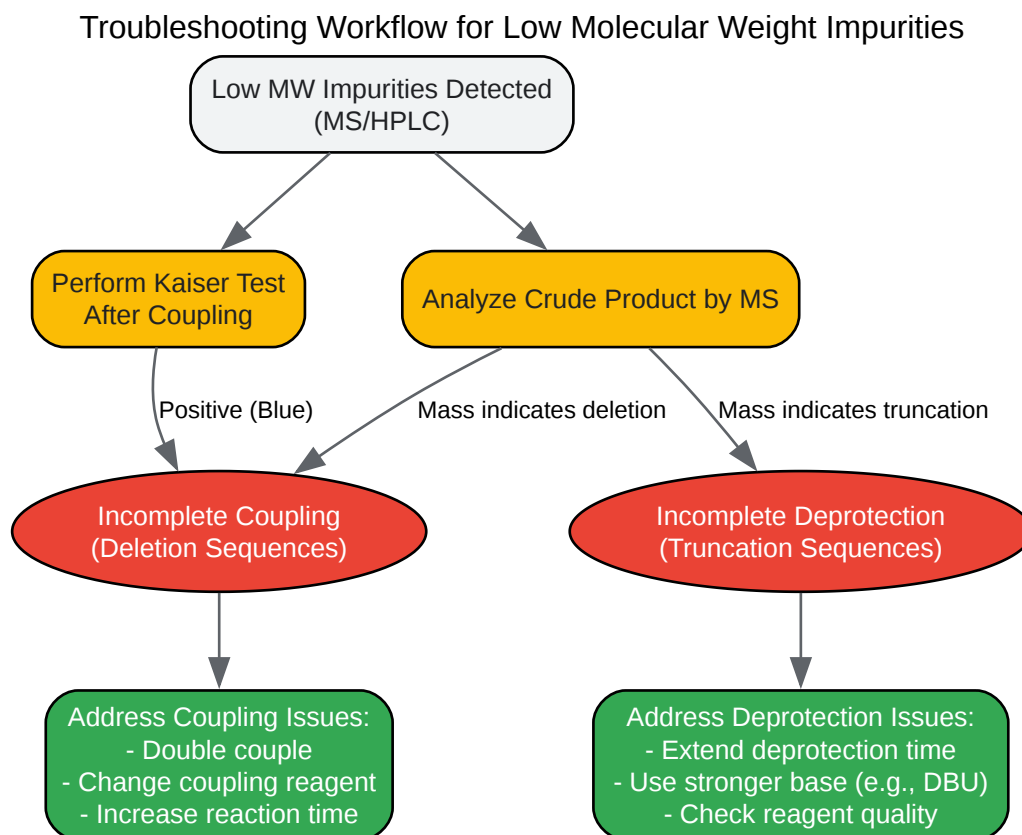 Troubleshooting Workflow for Low Molecular Weight Impurities
Low MW Impurities Detected
(MS/HPLC)
Perform Kaiser Test
After Coupling
Analyze Crude Product by MS
Positive (Blue)
Mass indicates deletion
Mass indicates truncation
Incomplete Coupling
(Deletion Sequences)
Incomplete Deprotection
(Truncation Sequences)
Address Coupling Issues:
- Double couple
- Change coupling reagent
- Increase reaction time
Address Deprotection Issues:
- Extend deprotection time
- Use stronger base (e.g., DBU)
- Check reagent quality